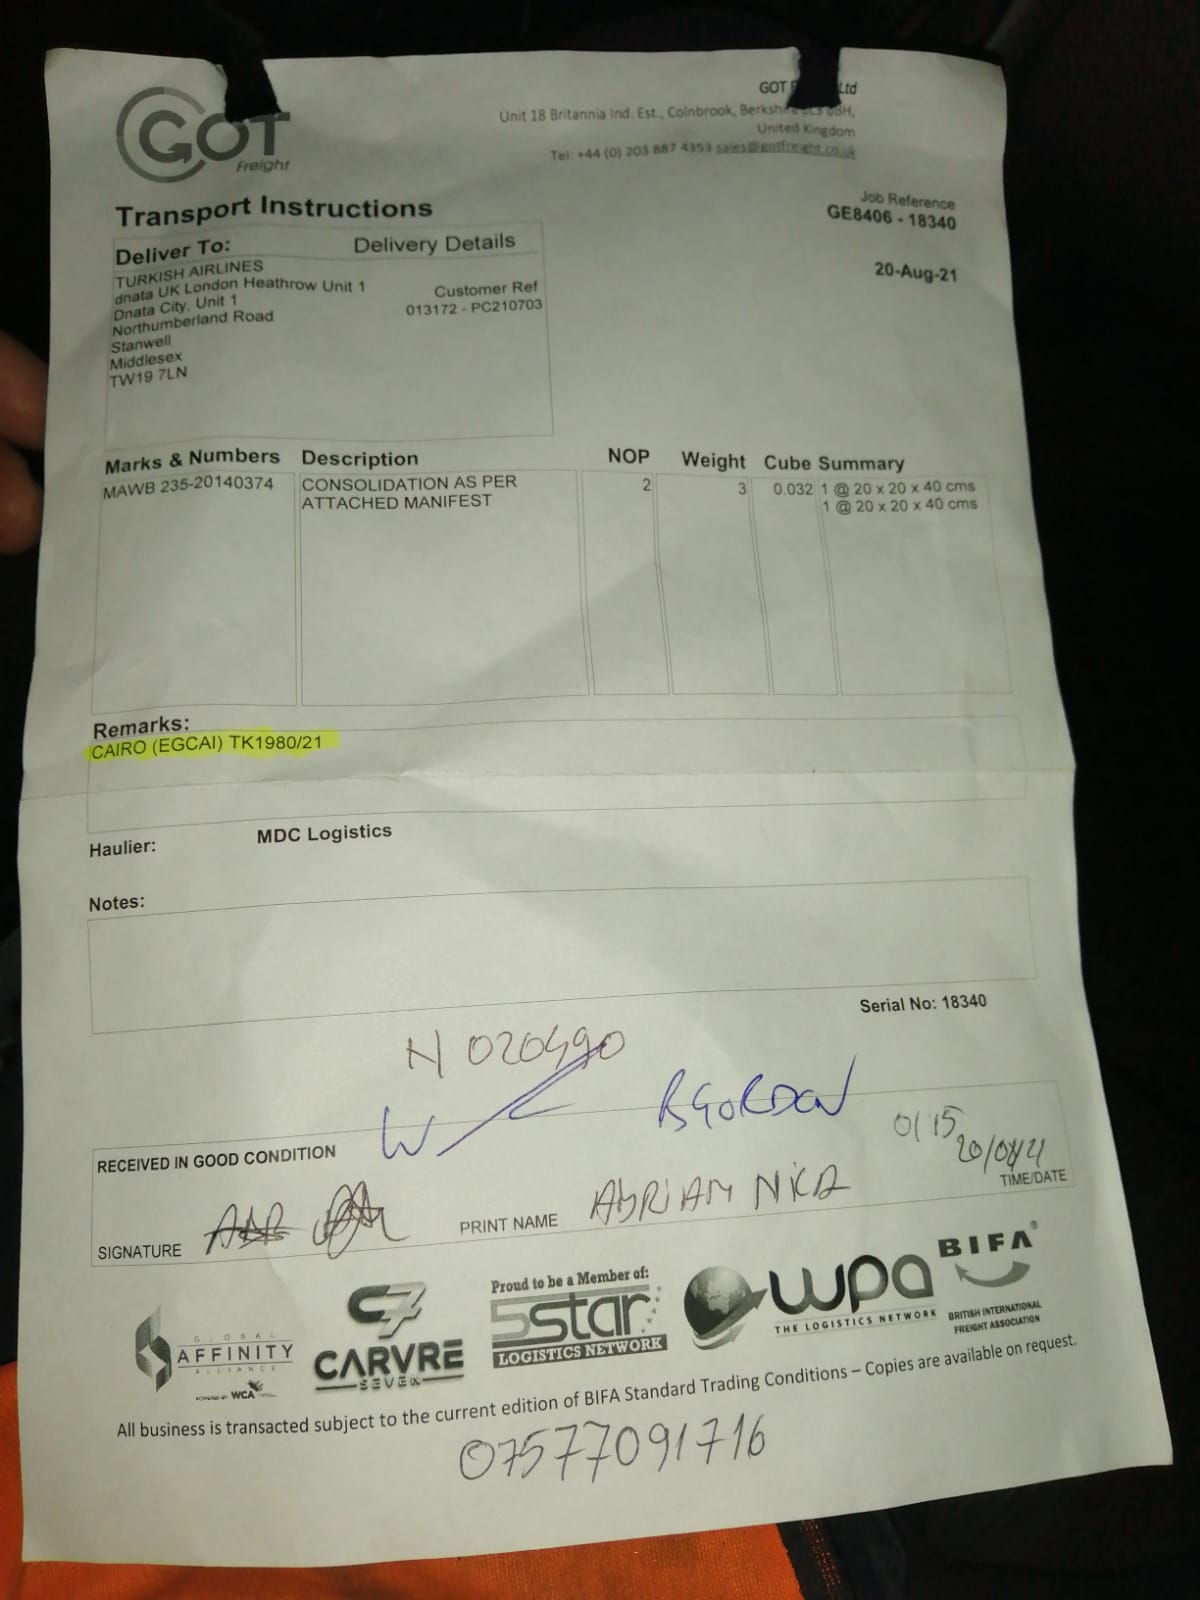 GOT
Freight
GOT Ltd
Unit 18 Britannia Ind. Est., Colnbrook, Berkshire
United Kingdom
Tel: +44 (0) 203 887 4353 sales@gotfreight.co.uk
Transport Instructions
Job Reference
GE8406 - 18340
20-Aug-21
Deliver To: Delivery Details
TURKISH AIRLINES
dnata UK London Heathrow Unit 1
Dnata City, Unit 1
Northumberland Road
Stanwell
Middlesex
TW19 7LN
Customer Ref
013172 - PC210703
Marks & Numbers Description NOP Weight Cube Summary
MAWB 235-20140374 CONSOLIDATION AS PER 2 3 0.032 1 @ 20 x 20 x 40 cms
ATTACHED MANIFEST 1 @ 20 x 20 x 40 cms
Remarks:
CAIRO (EGCAI) TK1980/21
Haulier: MDC Logistics
Notes:
Serial No: 18340
N 020490
BGORDON
RECEIVED IN GOOD CONDITION
0115
20/08/21
TIME/DATE
SIGNATURE
PRINT NAME ADRIAN NICA
GLOBAL
AFFINITY
ALLIANCE
POWERED BY WCA
C7
CARVRE
SEVEN
Proud to be a Member of:
5star
LOGISTICS NETWORK
wpa
THE LOGISTICS NETWORK
BIFA®
BRITISH INTERNATIONAL
FREIGHT ASSOCIATION
All business is transacted subject to the current edition of BIFA Standard Trading Conditions – Copies are available on request.
07577091716